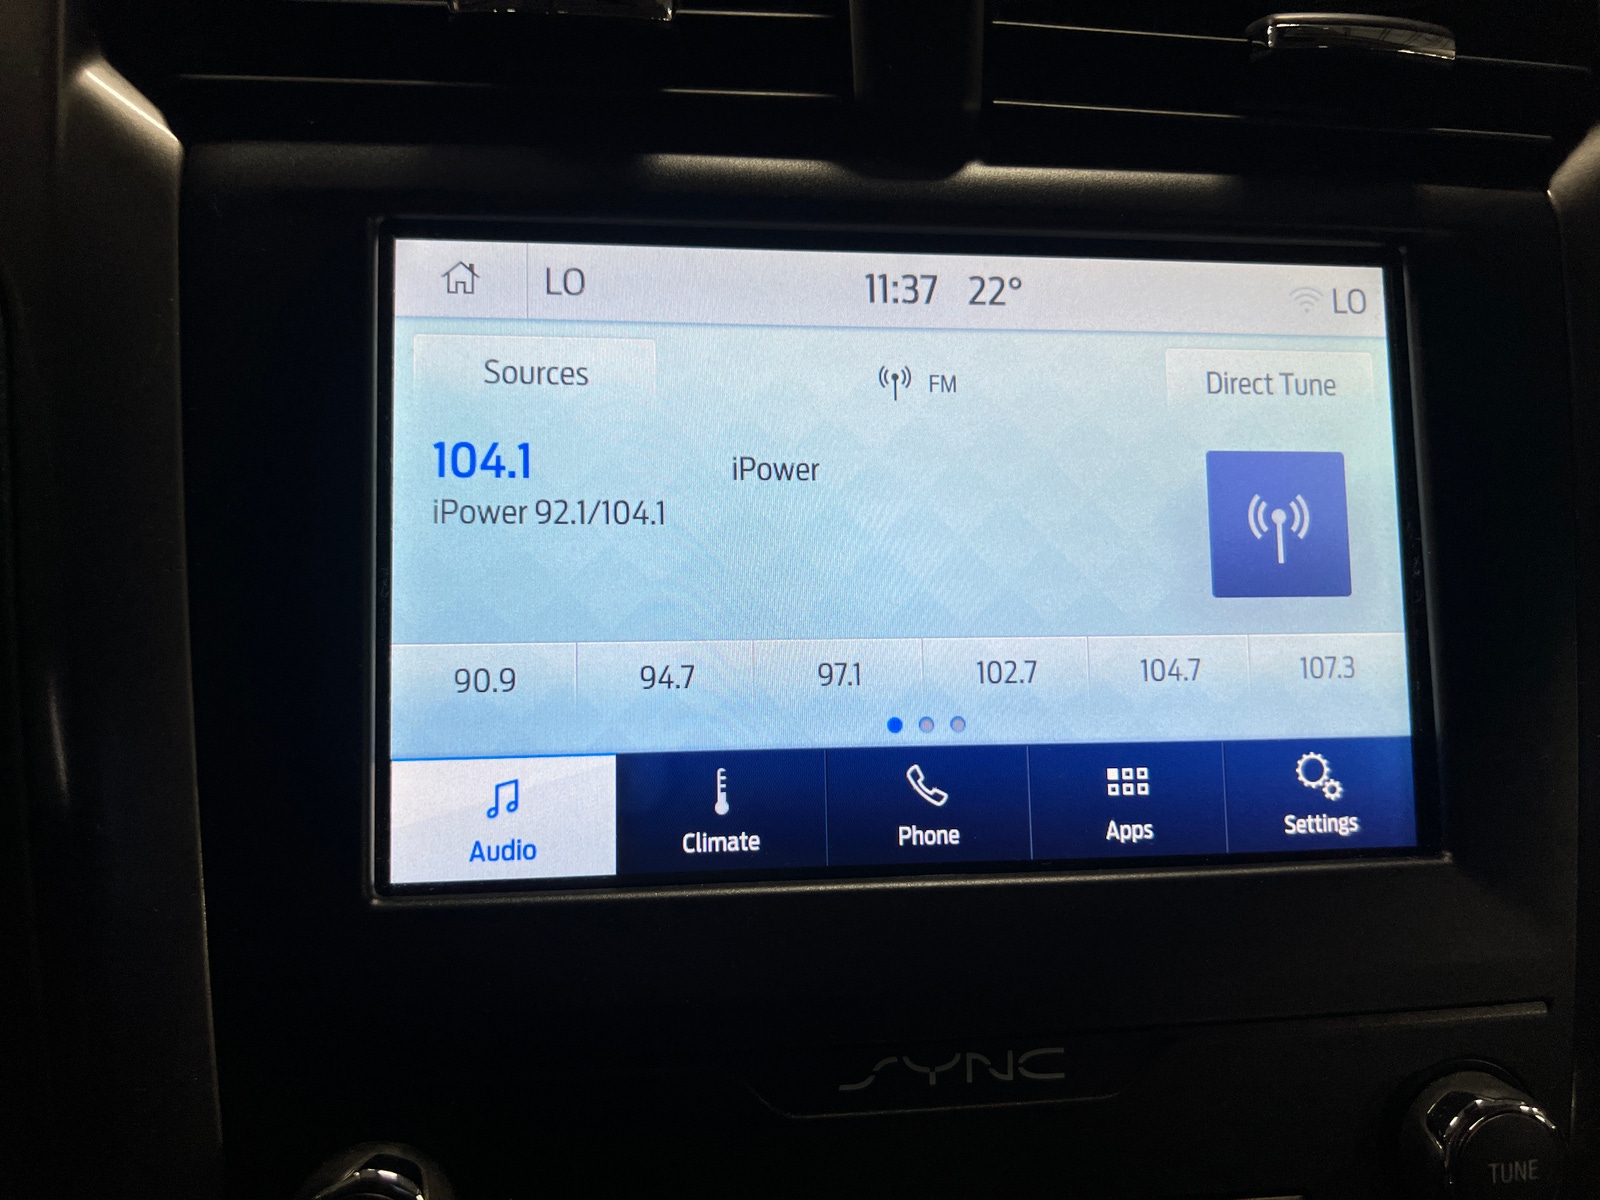 LO 11:37 22° LO
Sources FM Direct Tune
104.1 iPower
iPower 92.1/104.1
90.9 94.7 97.1 102.7 104.7 107.3
Audio Climate Phone Apps Settings
SYNC
TUNE